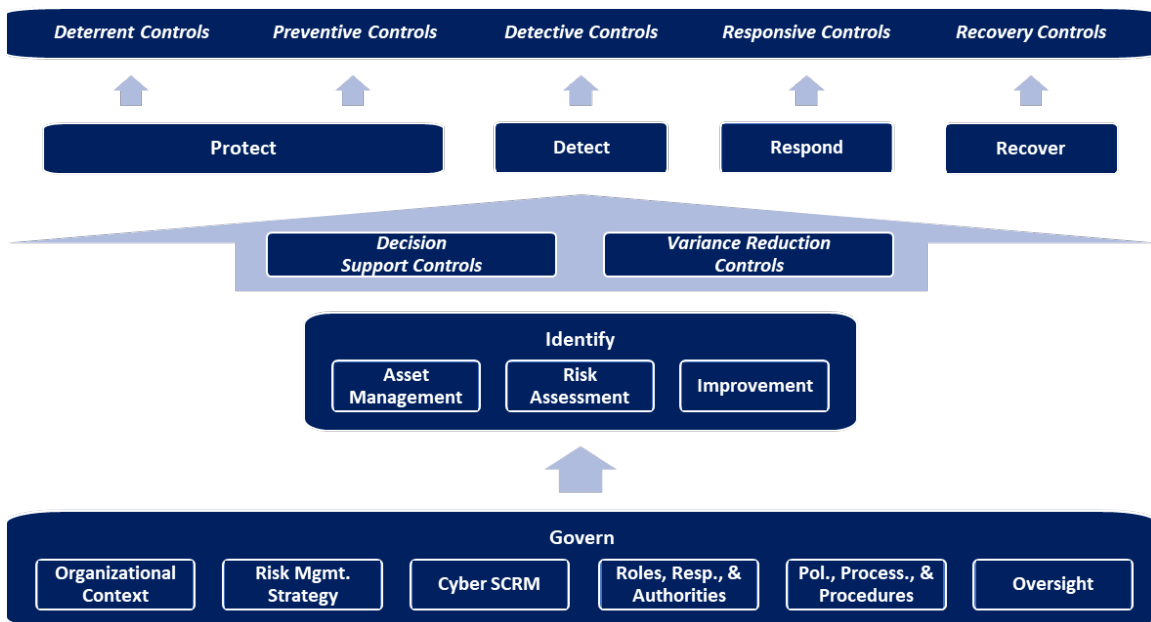 Deterrent Controls
Preventive Controls
Detective Controls
Responsive Controls
Recovery Controls
Protect
Detect
Respond
Recover
Decision
Support Controls
Variance Reduction
Controls
Identify
Asset
Management
Risk
Assessment
Improvement
Govern
Organizational
Context
Risk Mgmt.
Strategy
Cyber SCRM
Roles, Resp., &
Authorities
Pol., Process., &
Procedures
Oversight